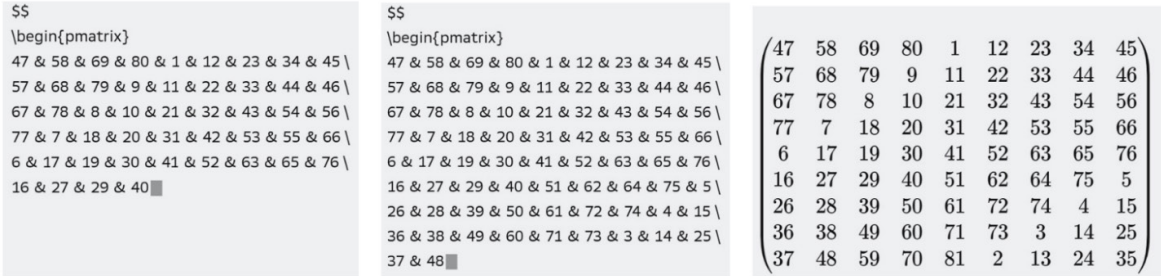 $$
\begin{pmatrix}
47 & 58 & 69 & 80 & 1 & 12 & 23 & 34 & 45 \
57 & 68 & 79 & 9 & 11 & 22 & 33 & 44 & 46 \
67 & 78 & 8 & 10 & 21 & 32 & 43 & 54 & 56 \
77 & 7 & 18 & 20 & 31 & 42 & 53 & 55 & 66 \
6 & 17 & 19 & 30 & 41 & 52 & 63 & 65 & 76 \
16 & 27 & 29 & 40
$$
\begin{pmatrix}
47 & 58 & 69 & 80 & 1 & 12 & 23 & 34 & 45 \
57 & 68 & 79 & 9 & 11 & 22 & 33 & 44 & 46 \
67 & 78 & 8 & 10 & 21 & 32 & 43 & 54 & 56 \
77 & 7 & 18 & 20 & 31 & 42 & 53 & 55 & 66 \
6 & 17 & 19 & 30 & 41 & 52 & 63 & 65 & 76 \
16 & 27 & 29 & 40 & 51 & 62 & 64 & 75 & 5 \
26 & 28 & 39 & 50 & 61 & 72 & 74 & 4 & 15 \
36 & 38 & 49 & 60 & 71 & 73 & 3 & 14 & 25 \
37 & 48
47 58 69 80 1 12 23 34 45
57 68 79 9 11 22 33 44 46
67 78 8 10 21 32 43 54 56
77 7 18 20 31 42 53 55 66
6 17 19 30 41 52 63 65 76
16 27 29 40 51 62 64 75 5
26 28 39 50 61 72 74 4 15
36 38 49 60 71 73 3 14 25
37 48 59 70 81 2 13 24 35